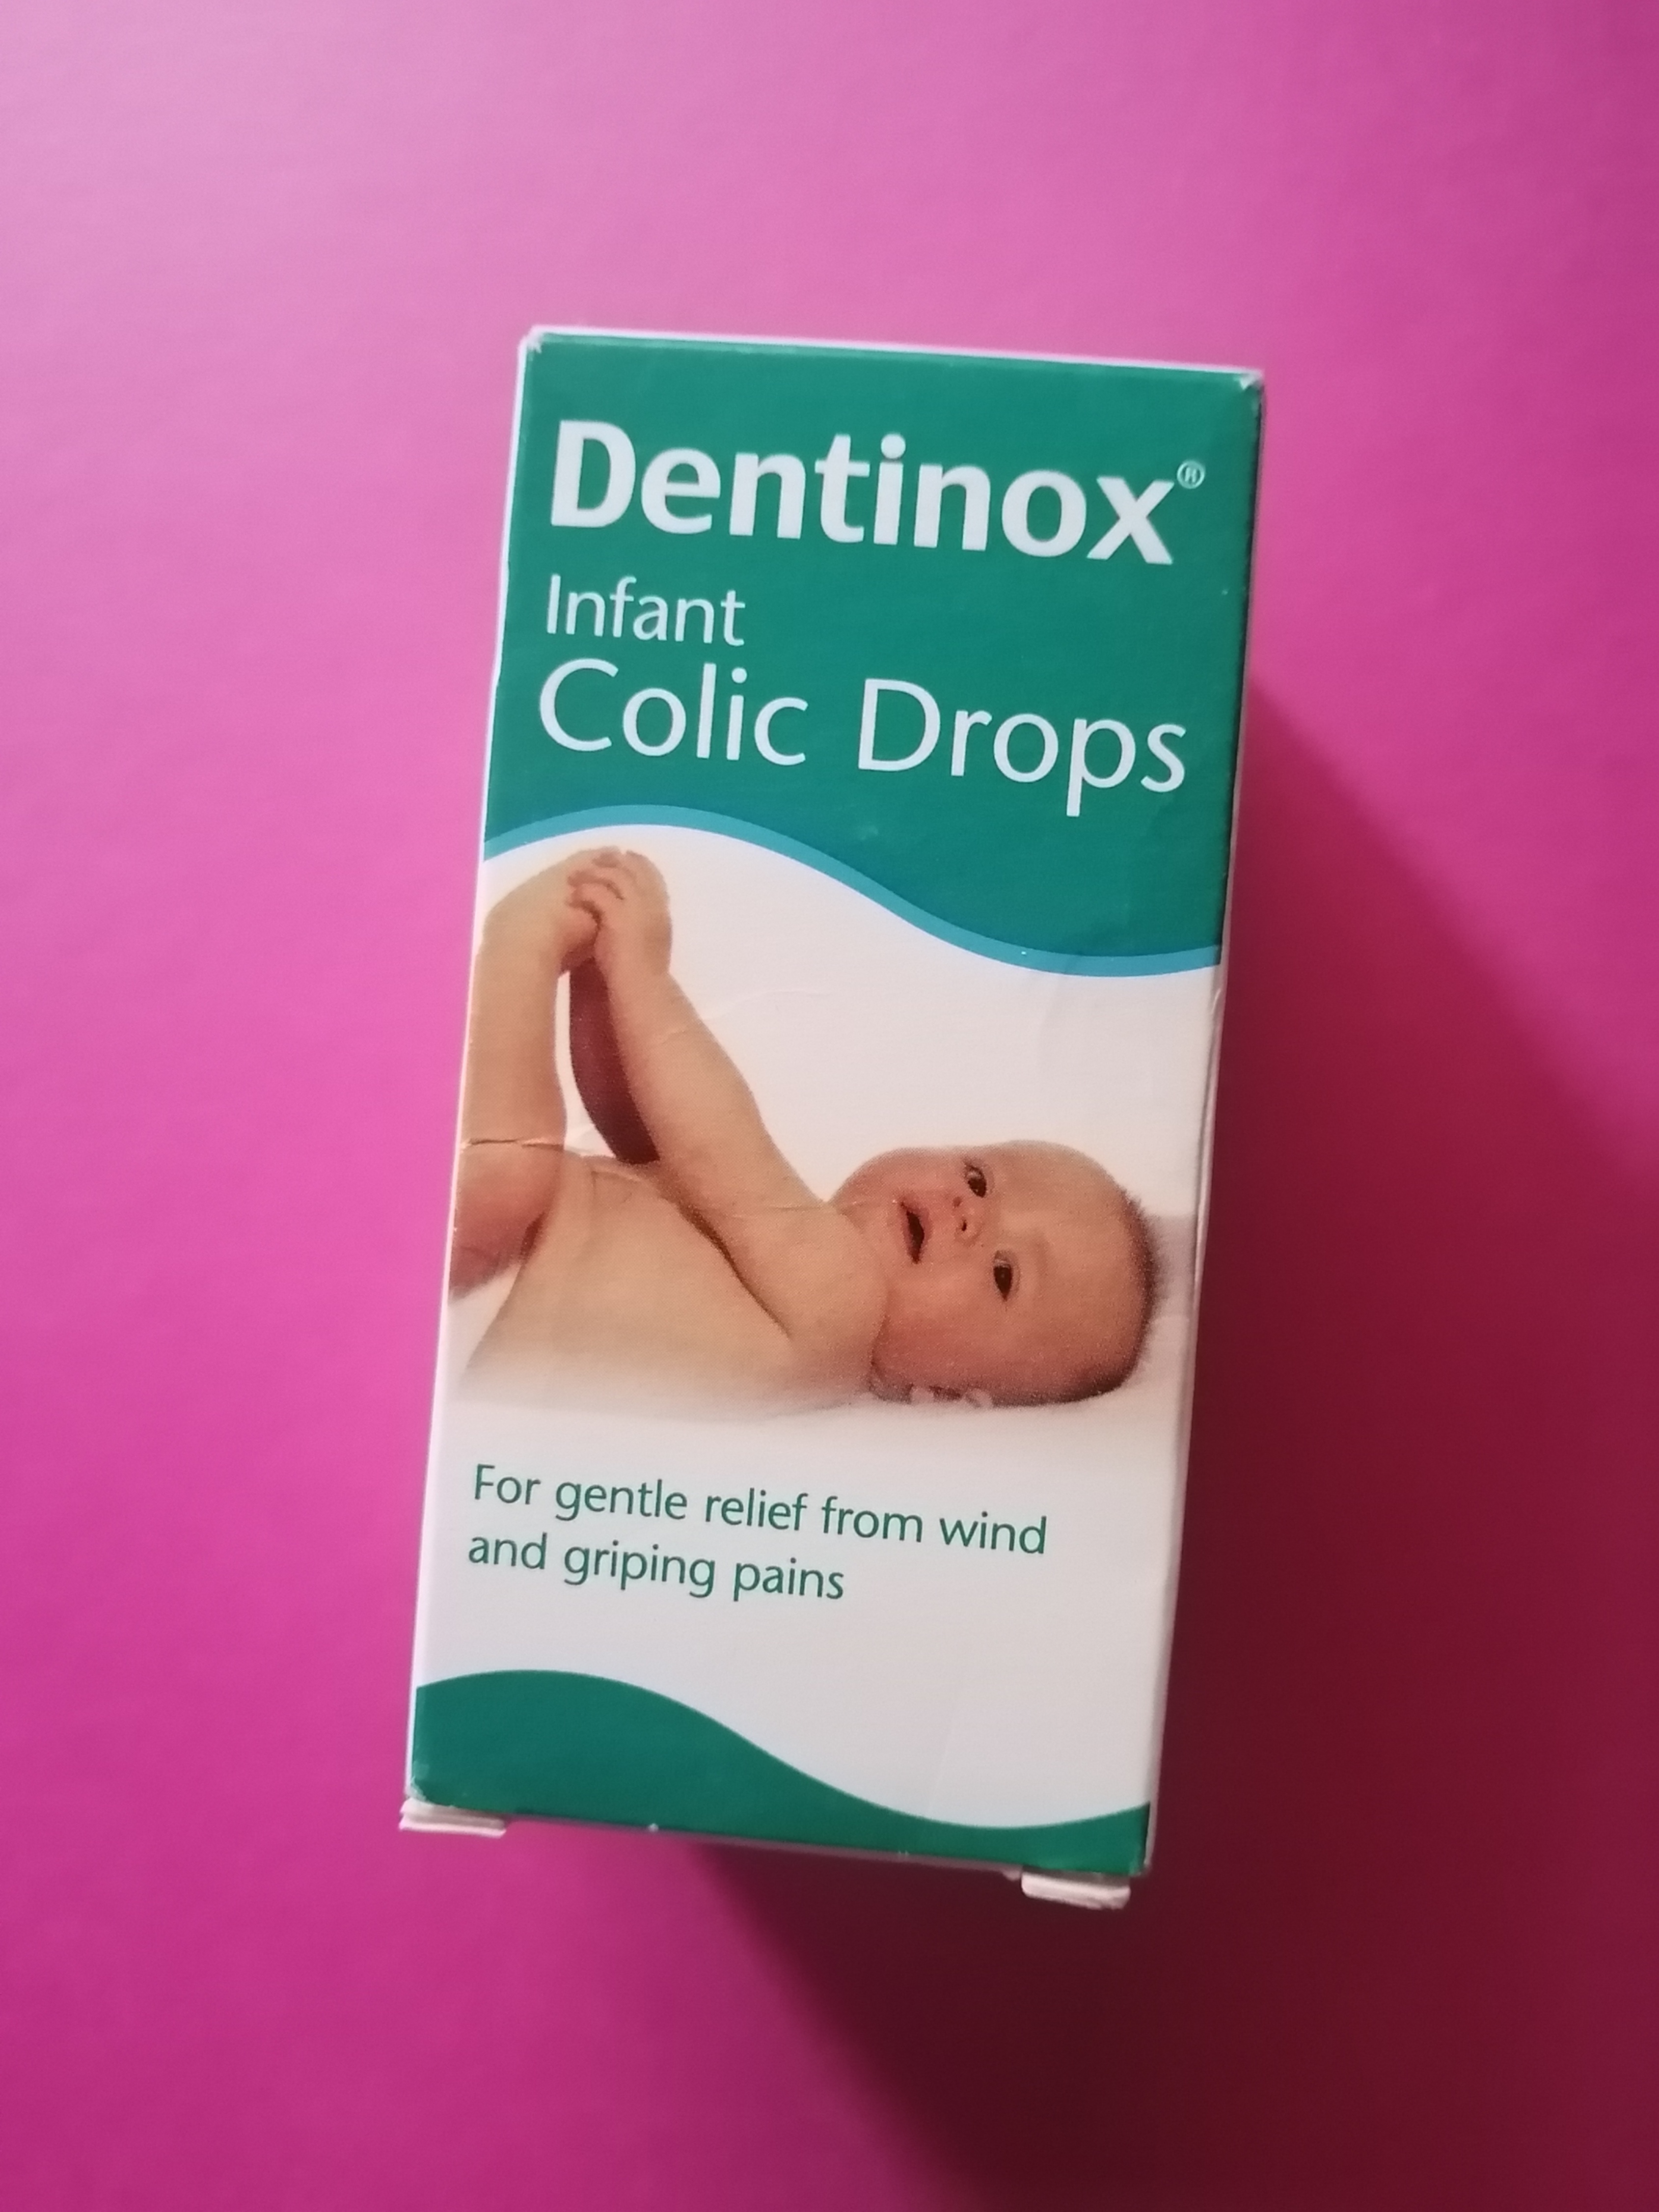 Dentinox®
Infant
Colic Drops
For gentle relief from wind
and griping pains